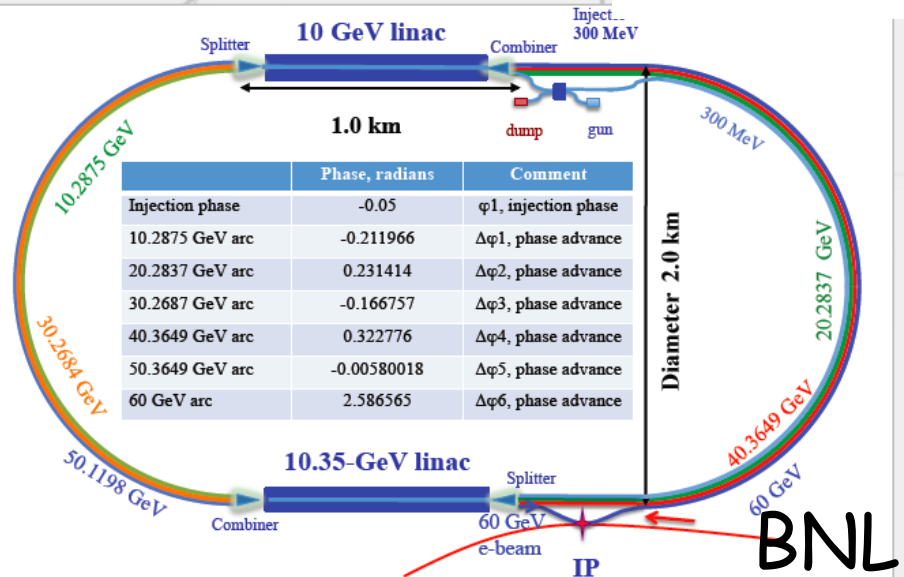 Inject--
300 MeV
10 GeV linac
Splitter
Combiner
1.0 km
dump
gun
300 MeV
10.2875 GeV
Phase, radians Comment
Injection phase -0.05 φ1, injection phase
10.2875 GeV arc -0.211966 Δφ1, phase advance
20.2837 GeV arc 0.231414 Δφ2, phase advance
30.2687 GeV arc -0.166757 Δφ3, phase advance
40.3649 GeV arc 0.322776 Δφ4, phase advance
50.3649 GeV arc -0.00580018 Δφ5, phase advance
60 GeV arc 2.586565 Δφ6, phase advance
Diameter 2.0 km
20.2837 GeV
30.2684 GeV
40.3649 GeV
50.1198 GeV
60 GeV
10.35-GeV linac
Splitter
Combiner
60 GeV
e-beam
IP
BNL